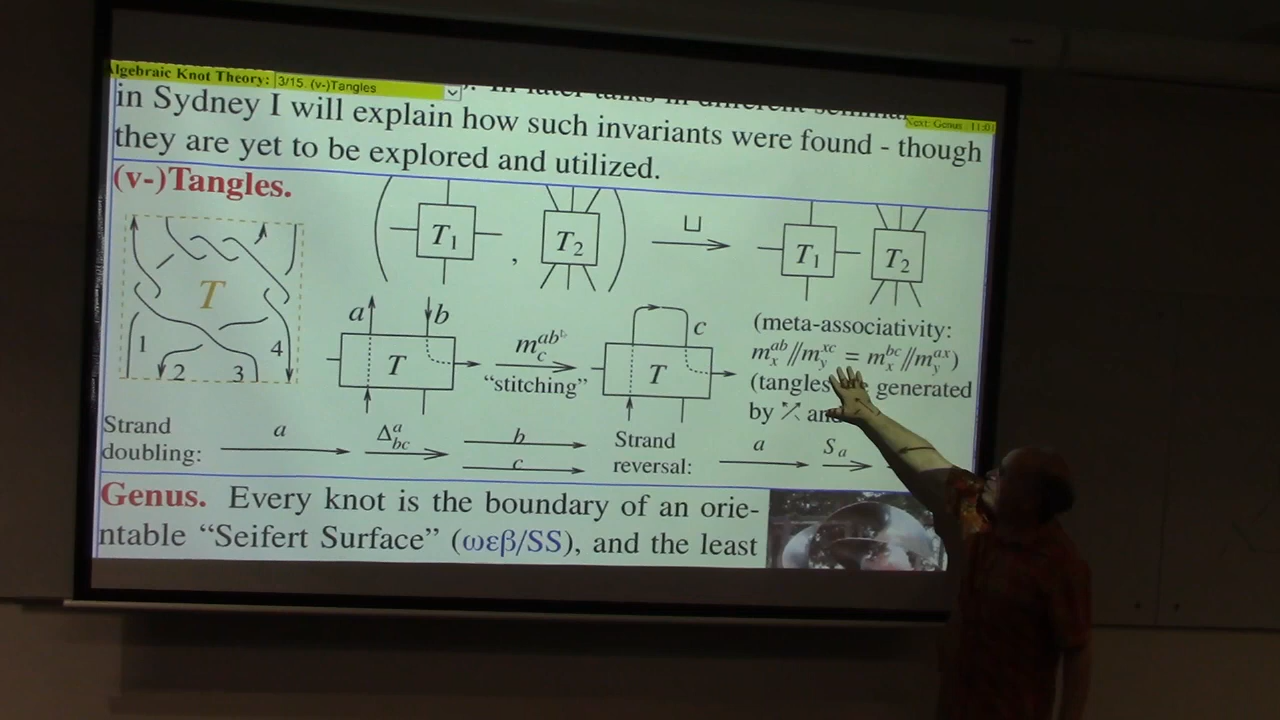 Algebraic Knot Theory: 3/15. (v-)Tangles
Next: Genus 11:01
in Sydney I will explain how such invariants were found - though
they are yet to be explored and utilized.
(v-)Tangles.
T
1
2
3
4
( T₁ , T₂ ) ⊔ T₁ T₂
a b
T
m_c^{ab}
"stitching"
c
T
(meta-associativity:
m_x^{ab}//m_y^{xc} = m_x^{bc}//m_y^{ax})
(tangles generated
by and
Strand
doubling:
a Δ^a_{bc} b
c
Strand
reversal:
a S_a
Genus. Every knot is the boundary of an orie-
ntable "Seifert Surface" (ωεβ/SS), and the least